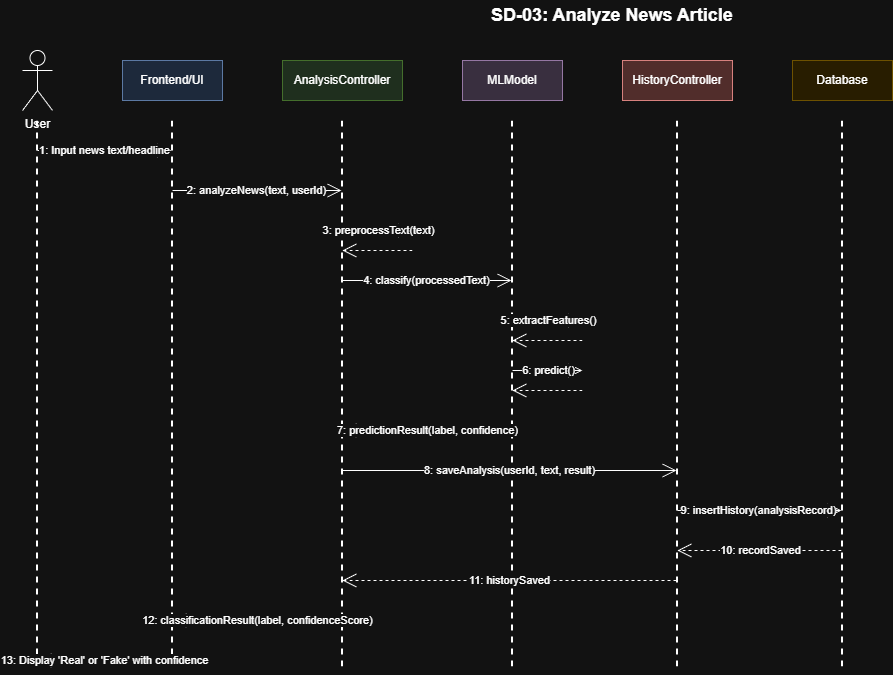 SD-03: Analyze News Article
Frontend/UI
AnalysisController
MLModel
HistoryController
Database
User
1: Input news text/headline
2: analyzeNews(text, userId)
3: preprocessText(text)
4: classify(processedText)
5: extractFeatures()
6: predict()
7: predictionResult(label, confidence)
8: saveAnalysis(userId, text, result)
9: insertHistory(analysisRecord)
10: recordSaved
11: historySaved
12: classificationResult(label, confidenceScore)
13: Display 'Real' or 'Fake' with confidence